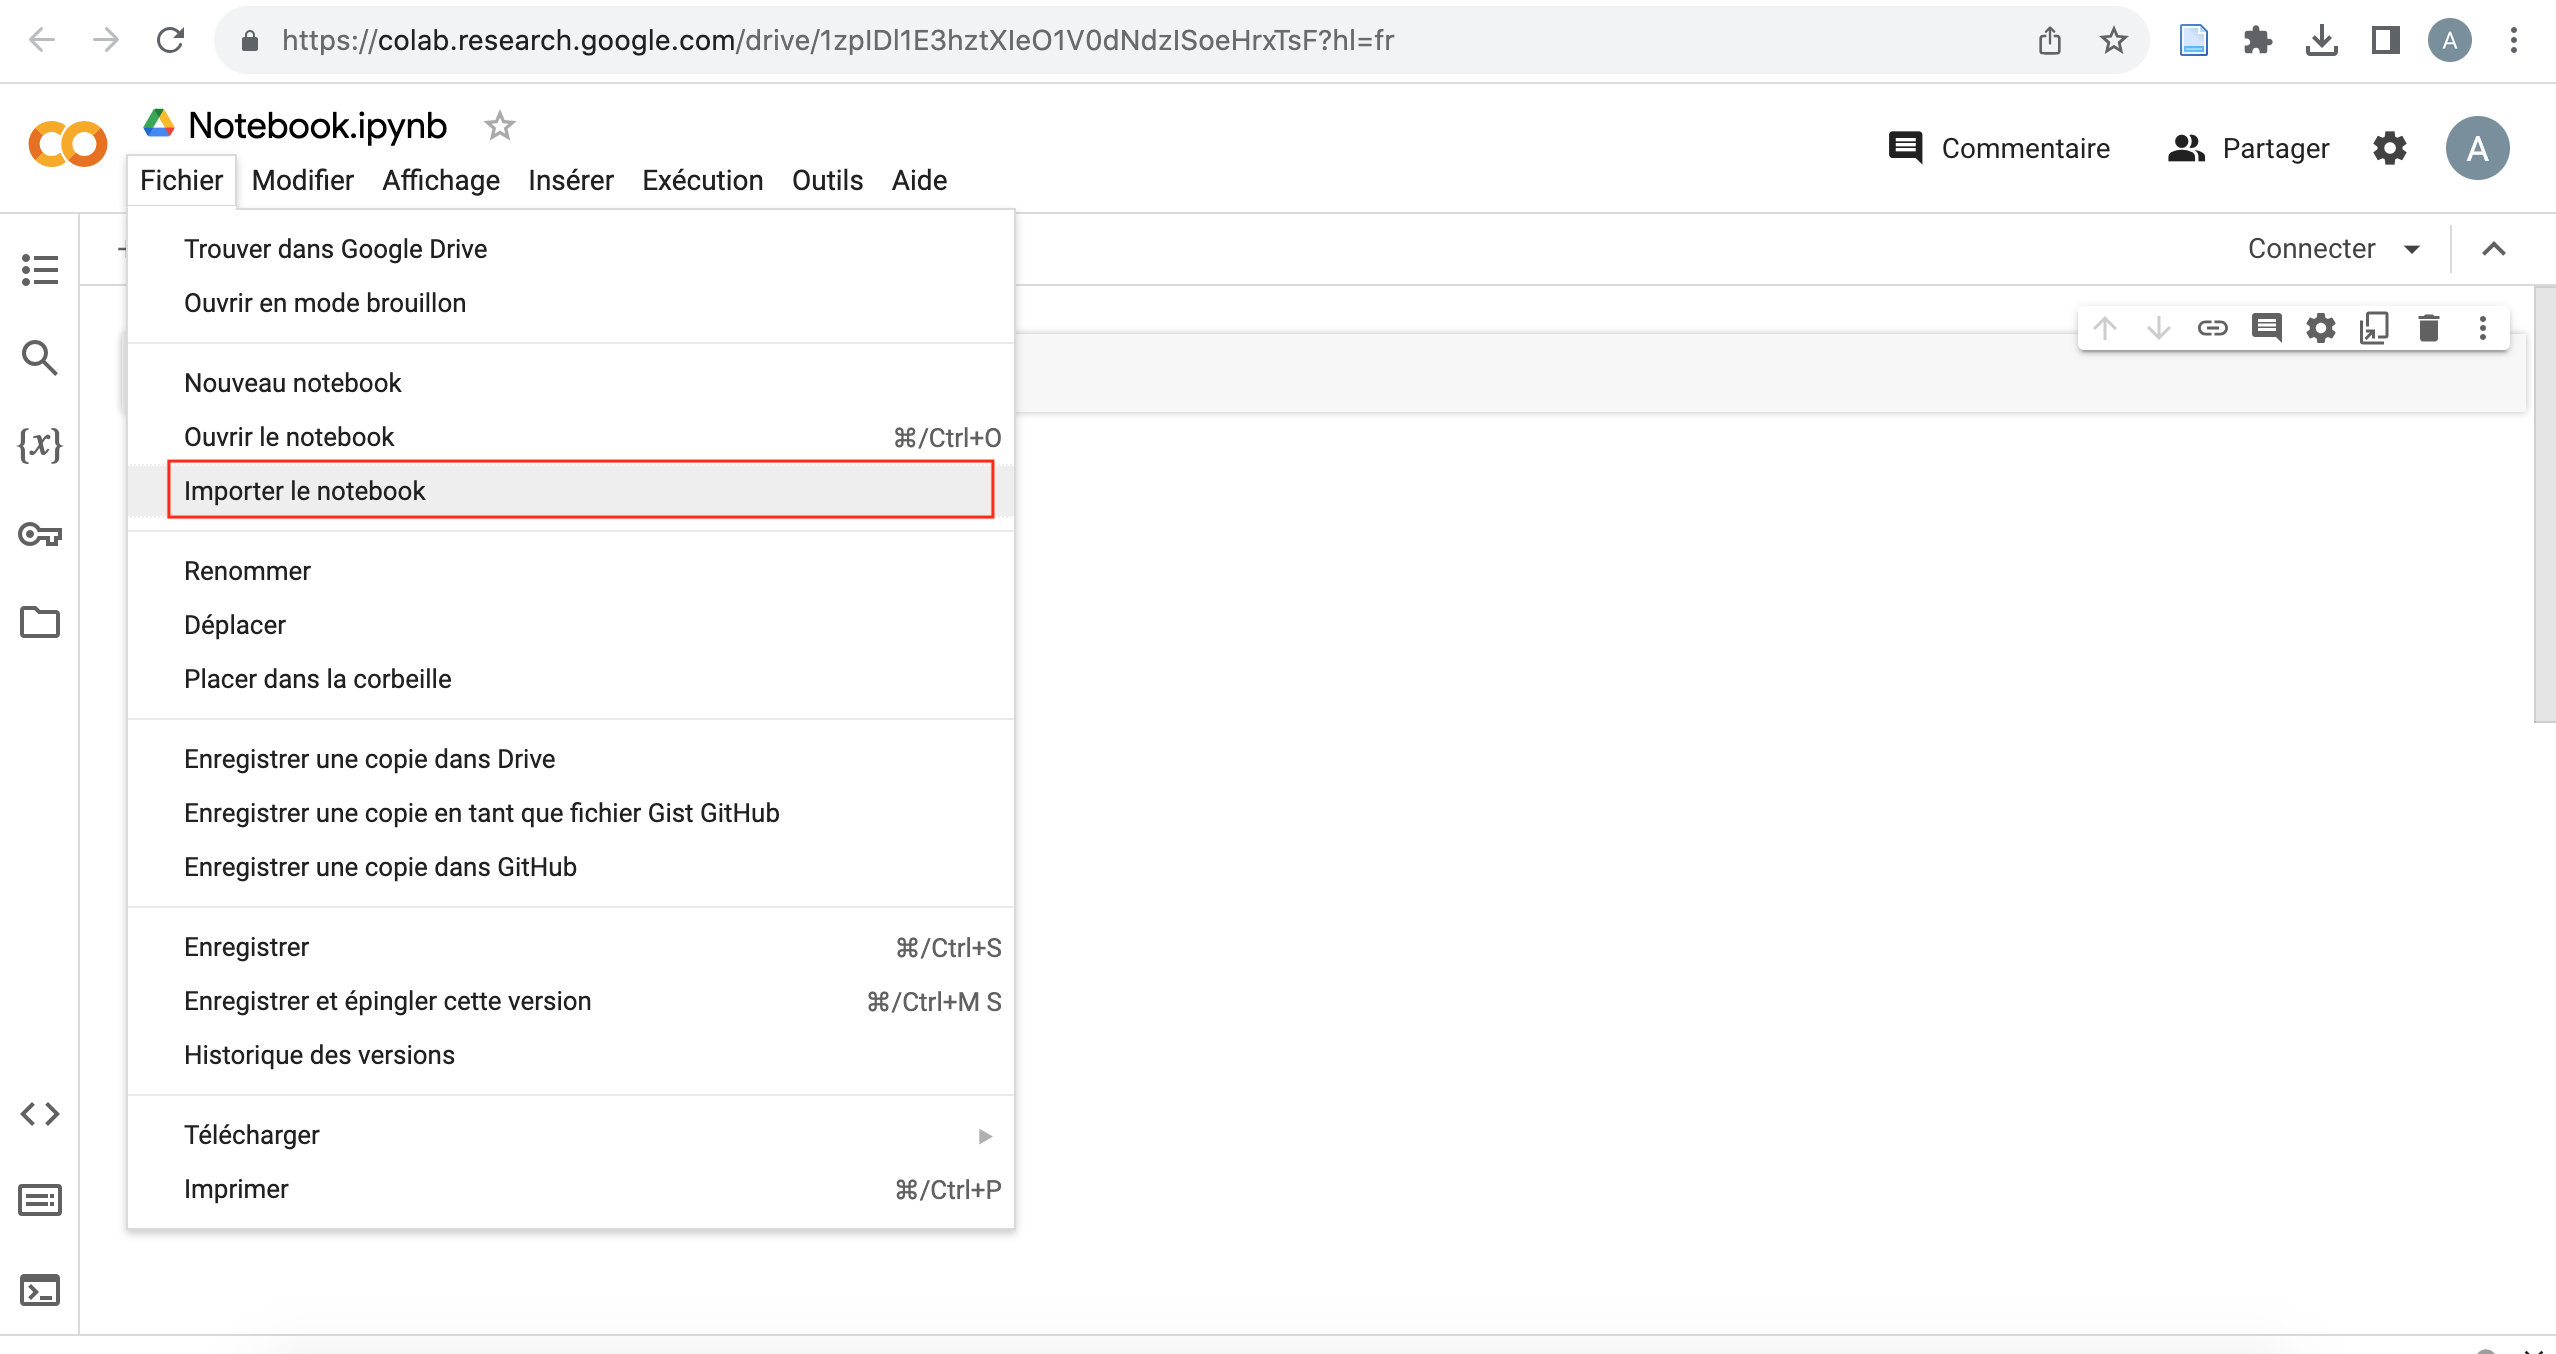 https://colab.research.google.com/drive/1zpIDl1E3hztXIeO1V0dNdzISoeHrxTsF?hl=fr
A
Notebook.ipynb
Commentaire
Partager
A
Fichier Modifier Affichage Insérer Exécution Outils Aide
Connecter
Trouver dans Google Drive
Ouvrir en mode brouillon
Nouveau notebook
Ouvrir le notebook ⌘/Ctrl+O
Importer le notebook
{x}
Renommer
Déplacer
Placer dans la corbeille
Enregistrer une copie dans Drive
Enregistrer une copie en tant que fichier Gist GitHub
Enregistrer une copie dans GitHub
Enregistrer ⌘/Ctrl+S
Enregistrer et épingler cette version ⌘/Ctrl+M S
Historique des versions
Télécharger
Imprimer ⌘/Ctrl+P